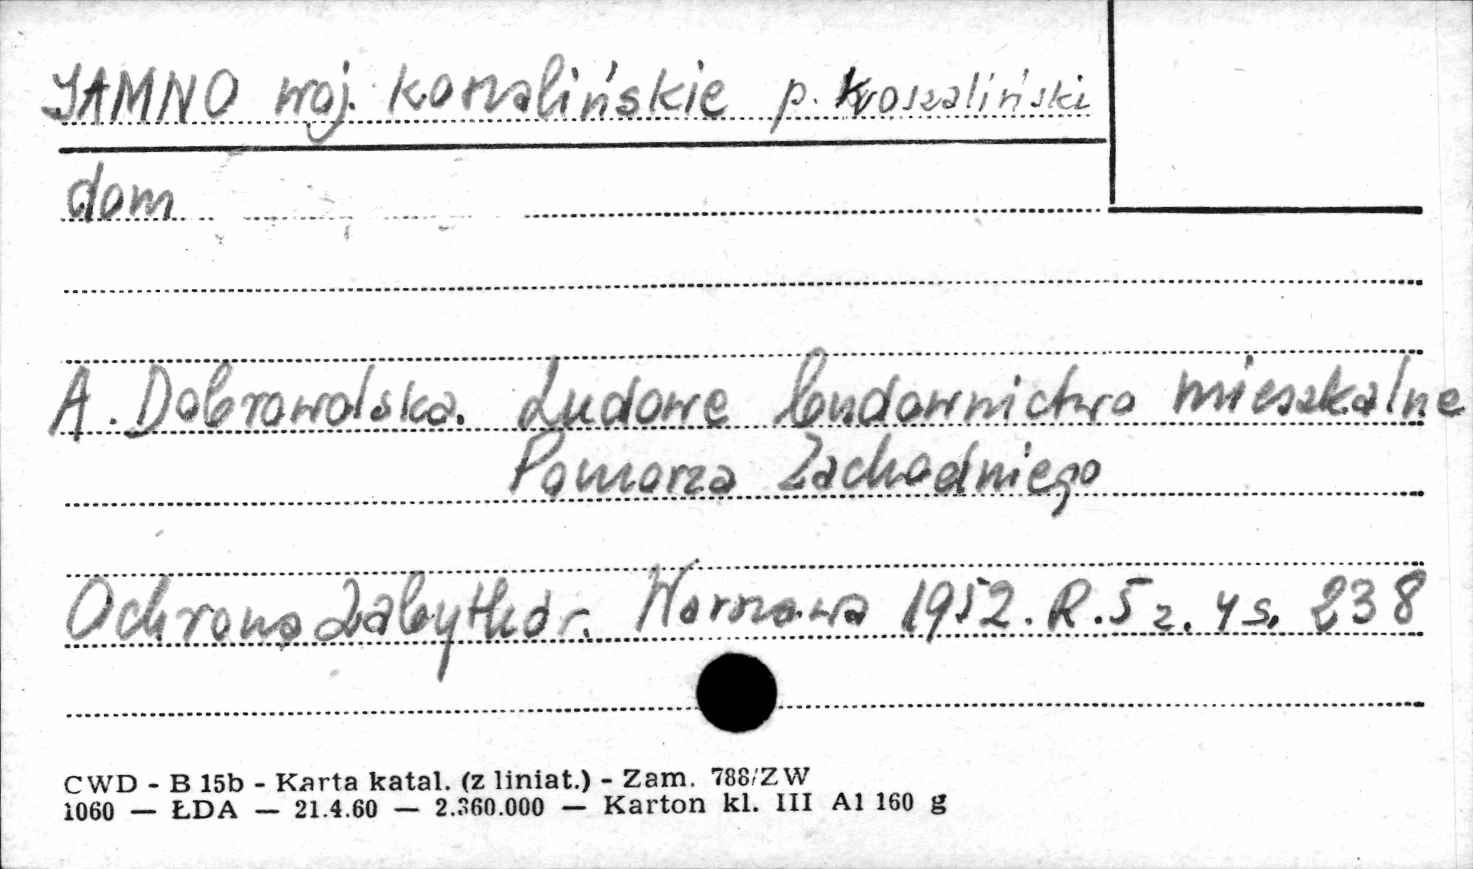 JAMNO woj. koszalińskie p. Koszaliński
dom
A. Dobrowolska. Ludowe budownictwo mieszkalne
Pomorza Zachodniego
Ochrona Zabytków. Warszawa 1952. R. 5 z. 4 s. 238
CWD - B 15b - Karta katal. (z liniat.) - Zam. 788/ZW
1060 — ŁDA — 21.4.60 — 2.360.000 — Karton kl. III A1 160 g